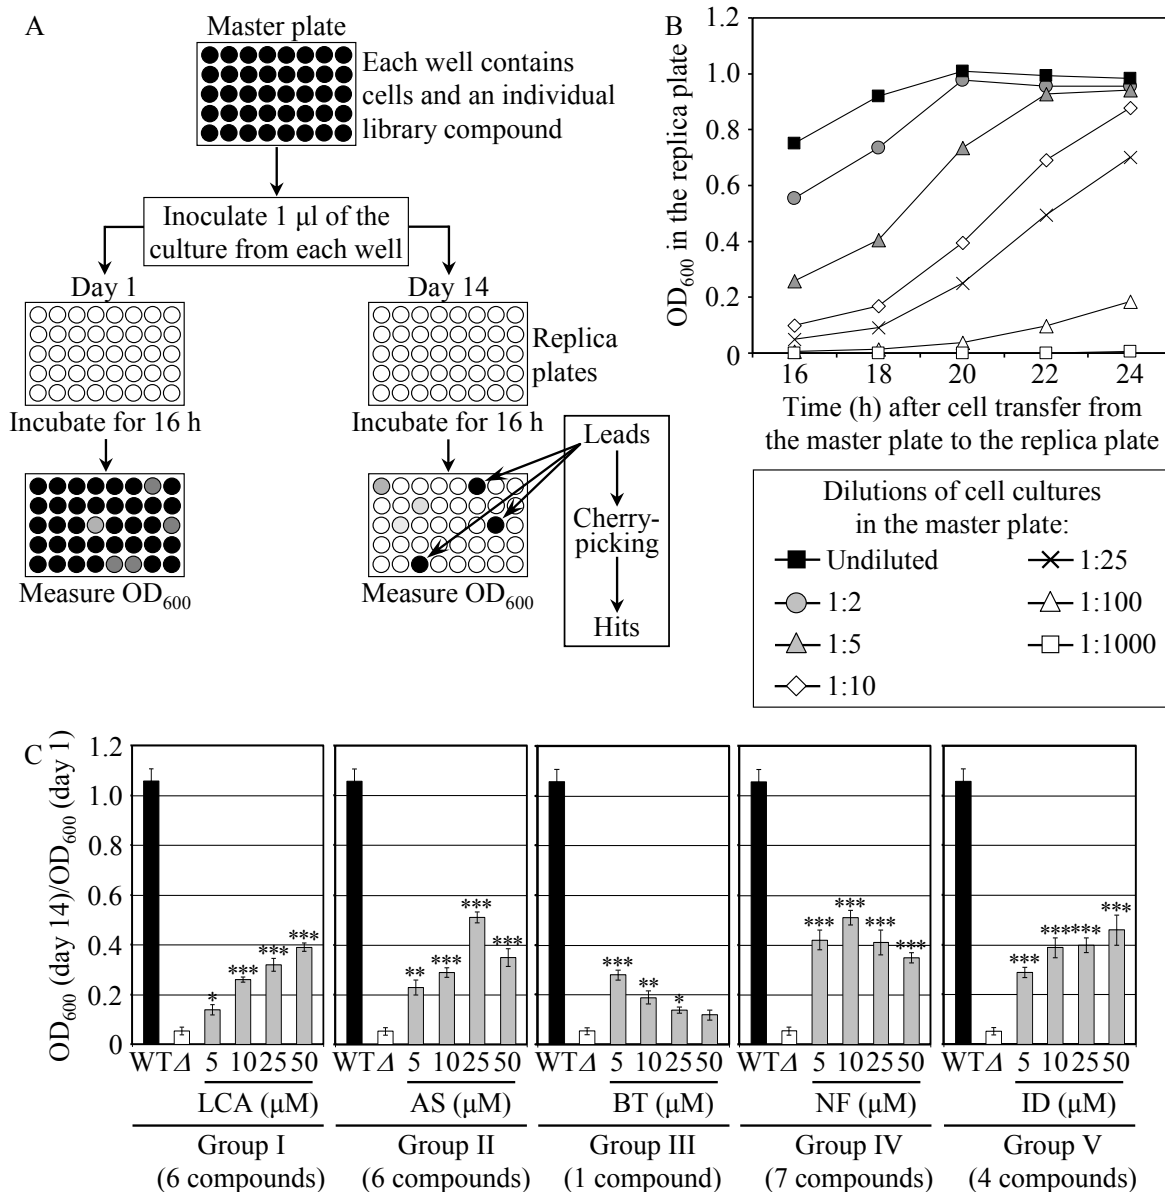 A
Master plate
Each well contains
cells and an individual
library compound
Inoculate 1 μl of the
culture from each well
Day 1
Day 14
Replica
plates
Incubate for 16 h
Incubate for 16 h
Leads
Cherry-
picking
Hits
Measure OD600
Measure OD600
B
OD600 in the replica plate
1.2
1.0
0.8
0.6
0.4
0.2
0
16 18 20 22 24
Time (h) after cell transfer from
the master plate to the replica plate
Dilutions of cell cultures
in the master plate:
Undiluted
1:2
1:5
1:10
1:25
1:100
1:1000
C
OD600 (day 14)/OD600 (day 1)
1.2
1.0
0.8
0.6
0.4
0.2
0
* *** *** ***
** *** *** ***
*** ** *
*** *** *** ***
*** *** *** ***
WT Δ 5 10 25 50
LCA (μM)
Group I
(6 compounds)
WT Δ 5 10 25 50
AS (μM)
Group II
(6 compounds)
WT Δ 5 10 25 50
BT (μM)
Group III
(1 compound)
WT Δ 5 10 25 50
NF (μM)
Group IV
(7 compounds)
WT Δ 5 10 25 50
ID (μM)
Group V
(4 compounds)